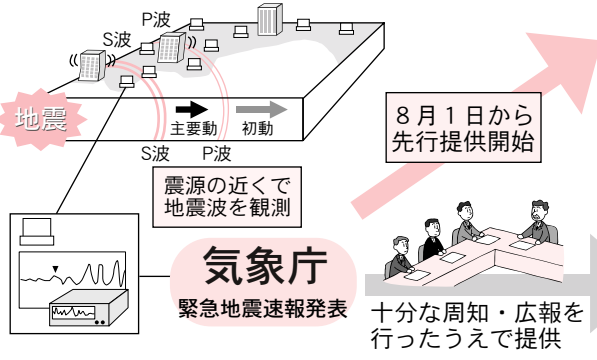 P波
S波
地震
主要動
初動
S波
P波
震源の近くで
地震波を観測
気象庁
緊急地震速報発表
８月１日から
先行提供開始
十分な周知・広報を
行ったうえで提供